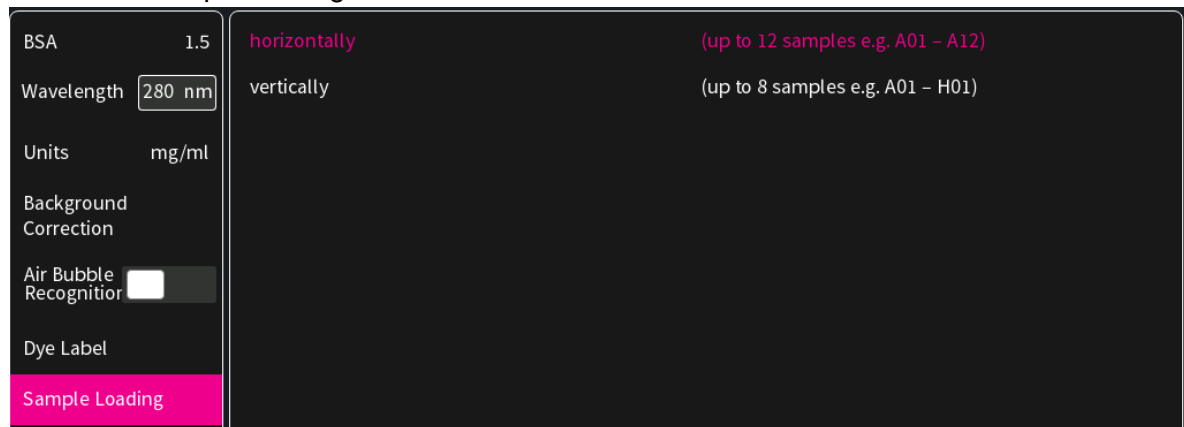 BSA 1.5
Wavelength 280 nm
Units mg/ml
Background
Correction
Air Bubble
Recognition
Dye Label
Sample Loading
horizontally (up to 12 samples e.g. A01 – A12)
vertically (up to 8 samples e.g. A01 – H01)